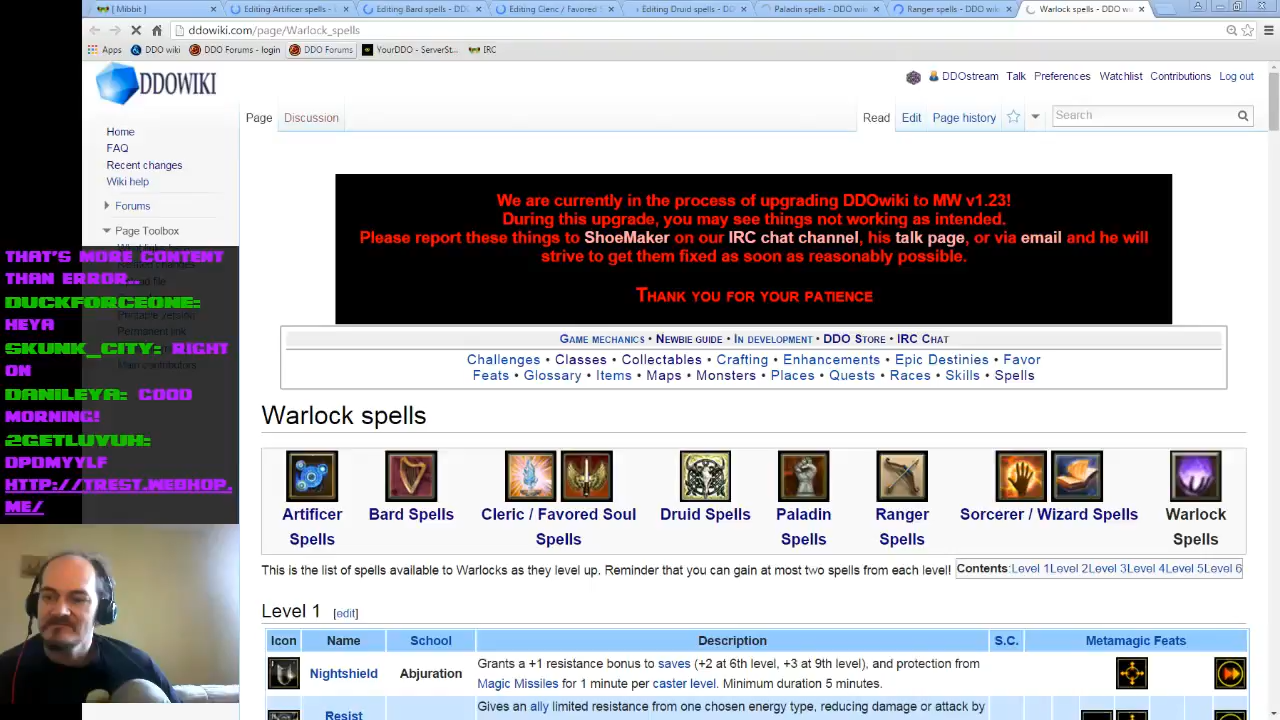 [ Mibbit ]
Editing Artificer spells -
Editing Bard spells - DDO
Editing Cleric / Favored S
Editing Druid spells -
Paladin spells - DDO wiki
Ranger spells - DDO wiki
Warlock spells - DDO wi
ddowiki.com/page/Warlock_spells
Apps
DDO wiki
DDO Forums - login
DDO Forums
YourDDO - ServerSt...
IRC
DDOWIKI
DDOstream
Talk
Preferences
Watchlist
Contributions
Log out
Page
Discussion
Read
Edit
Page history
Search
Home
FAQ
Recent changes
Wiki help
Forums
Page Toolbox
We are currently in the process of upgrading DDOwiki to MW v1.23!
During this upgrade, you may see things not working as intended.
Please report these things to ShoeMaker on our IRC chat channel, his talk page, or via email and he will
strive to get them fixed as soon as reasonably possible.
Thank you for your patience
Permanent link
THAT'S MORE CONTENT
THAN ERROR..
DUCKFORCEONE:
HEYA
SKUNK_CITY: RIGHT
ON
DANILEYA: GOOD
MORNING!
2GETLUVUH:
DPDMYYLF
HTTP://TREST.WEBHOP.
ME/
Game mechanics • Newbie guide • In development • DDO Store • IRC Chat
Challenges • Classes • Collectables • Crafting • Enhancements • Epic Destinies • Favor
Feats • Glossary • Items • Maps • Monsters • Places • Quests • Races • Skills • Spells
Warlock spells
Artificer
Spells
Bard Spells
Cleric / Favored Soul
Spells
Druid Spells
Paladin
Spells
Ranger
Spells
Sorcerer / Wizard Spells
Warlock
Spells
This is the list of spells available to Warlocks as they level up. Reminder that you can gain at most two spells from each level!
Contents:Level 1Level 2Level 3Level 4Level 5Level 6
Level 1 [edit]
Icon
Name
School
Description
S.C.
Metamagic Feats
Nightshield
Abjuration
Grants a +1 resistance bonus to saves (+2 at 6th level, +3 at 9th level), and protection from
Magic Missiles for 1 minute per caster level. Minimum duration 5 minutes.
Resist
Gives an ally limited resistance from one chosen energy type, reducing damage or attack by